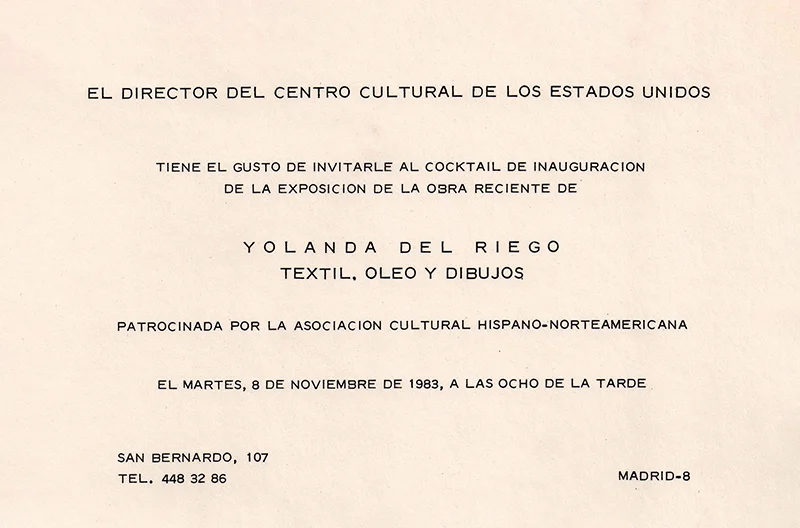 EL DIRECTOR DEL CENTRO CULTURAL DE LOS ESTADOS UNIDOS
TIENE EL GUSTO DE INVITARLE AL COCKTAIL DE INAUGURACION
DE LA EXPOSICION DE LA OBRA RECIENTE DE
YOLANDA DEL RIEGO
TEXTIL, OLEO Y DIBUJOS
PATROCINADA POR LA ASOCIACION CULTURAL HISPANO-NORTEAMERICANA
EL MARTES, 8 DE NOVIEMBRE DE 1983, A LAS OCHO DE LA TARDE
SAN BERNARDO, 107
TEL. 448 32 86
MADRID-8